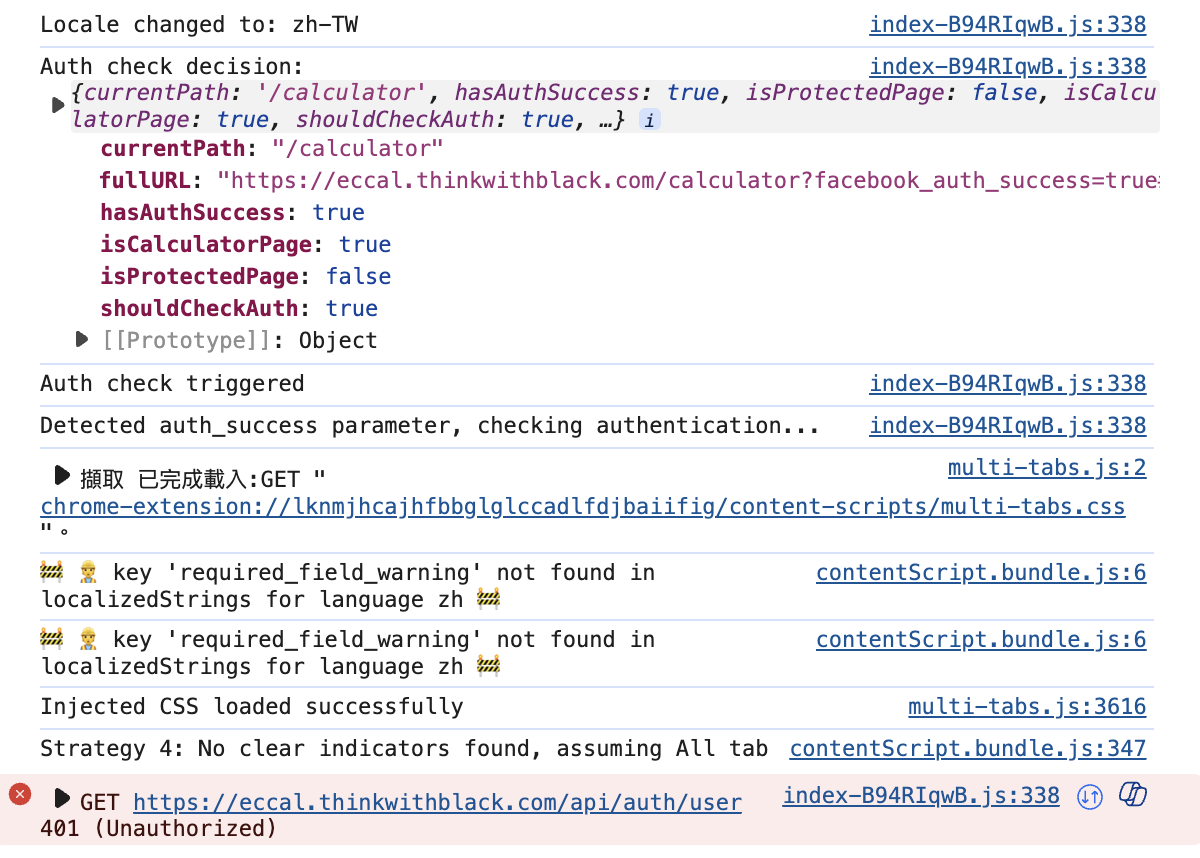 Locale changed to: zh-TW index-B94RIqwB.js:338
Auth check decision: index-B94RIqwB.js:338
{currentPath: '/calculator', hasAuthSuccess: true, isProtectedPage: false, isCalcu
latorPage: true, shouldCheckAuth: true, …} i
currentPath: "/calculator"
fullURL: "https://eccal.thinkwithblack.com/calculator?facebook_auth_success=true
hasAuthSuccess: true
isCalculatorPage: true
isProtectedPage: false
shouldCheckAuth: true
[[Prototype]]: Object
Auth check triggered index-B94RIqwB.js:338
Detected auth_success parameter, checking authentication... index-B94RIqwB.js:338
擷取 已完成載入:GET " multi-tabs.js:2
chrome-extension://lknmjhcajhfbbglglccadlfdjbaiifig/content-scripts/multi-tabs.css
"。
🚧 👷 key 'required_field_warning' not found in contentScript.bundle.js:6
localizedStrings for language zh 🚧
🚧 👷 key 'required_field_warning' not found in contentScript.bundle.js:6
localizedStrings for language zh 🚧
Injected CSS loaded successfully multi-tabs.js:3616
Strategy 4: No clear indicators found, assuming All tab contentScript.bundle.js:347
GET https://eccal.thinkwithblack.com/api/auth/user index-B94RIqwB.js:338
401 (Unauthorized)